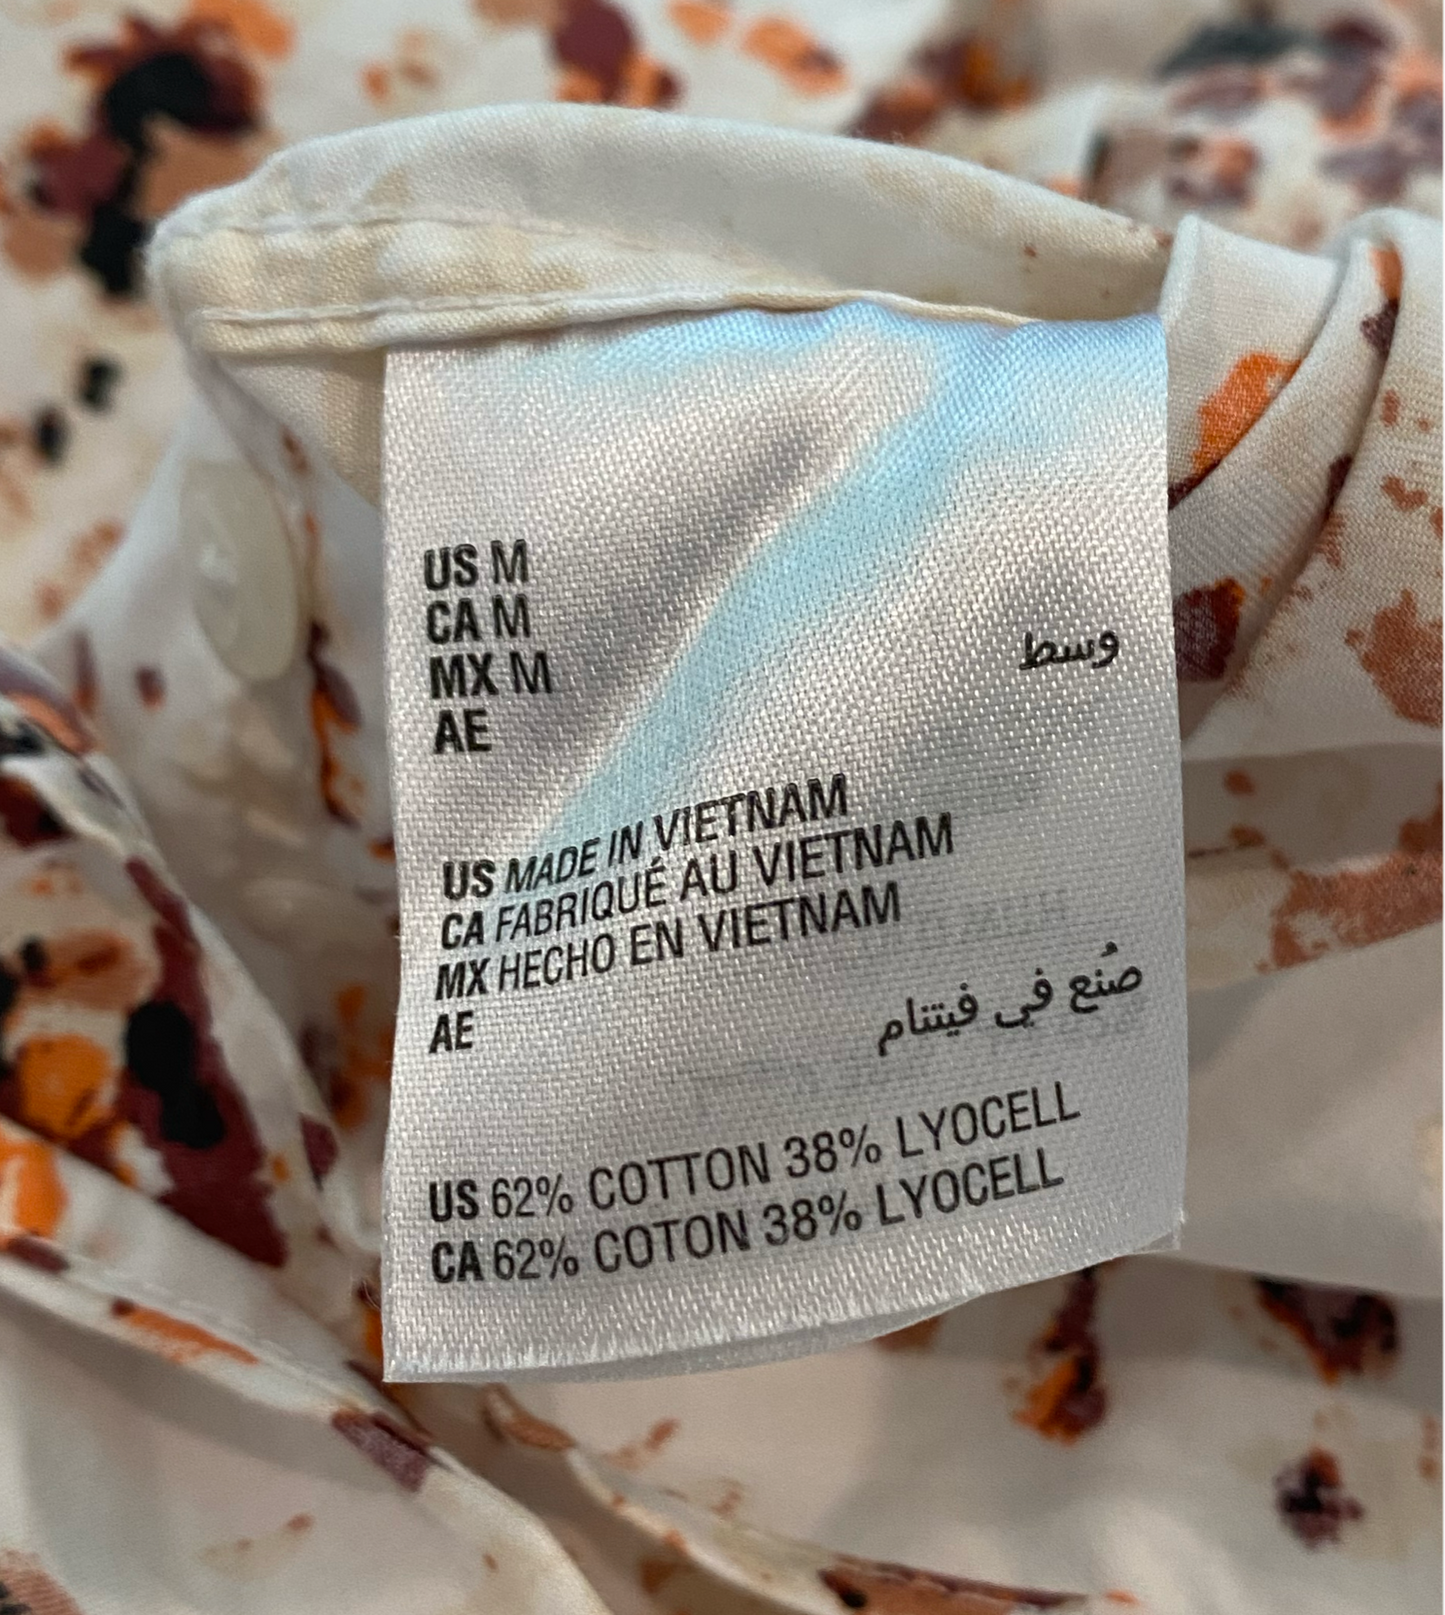 US M
CA M
MX M
AE وسط
US MADE IN VIETNAM
CA FABRIQUÉ AU VIETNAM
MX HECHO EN VIETNAM
AE صُنع في فيتنام
US 62% COTTON 38% LYOCELL
CA 62% COTON 38% LYOCELL